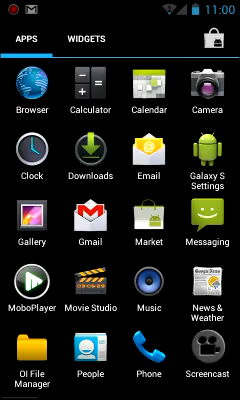 11:00
APPS WIDGETS
Browser Calculator Calendar Camera
Clock Downloads Email Galaxy S
Settings
Gallery Gmail Market Messaging
MoboPlayer Movie Studio Music News &
Weather
OI File People Phone Screencast
Manager